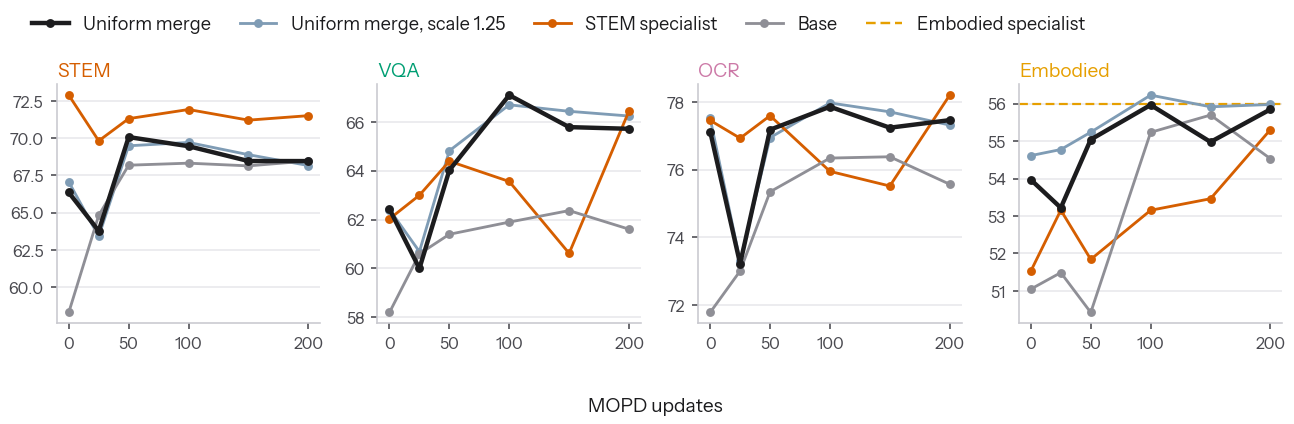 Uniform merge Uniform merge, scale 1.25 STEM specialist Base Embodied specialist
STEM
72.5
70.0
67.5
65.0
62.5
60.0
0 50 100 200
VQA
66
64
62
60
58
0 50 100 200
OCR
78
76
74
72
0 50 100 200
Embodied
56
55
54
53
52
51
0 50 100 200
MOPD updates